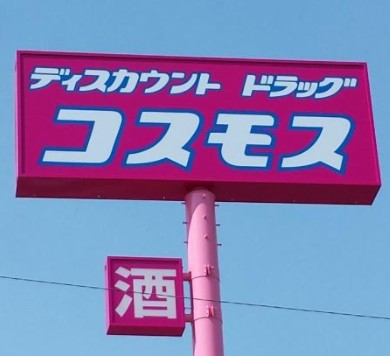 ディスカウント ドラッグ
コスモス
酒